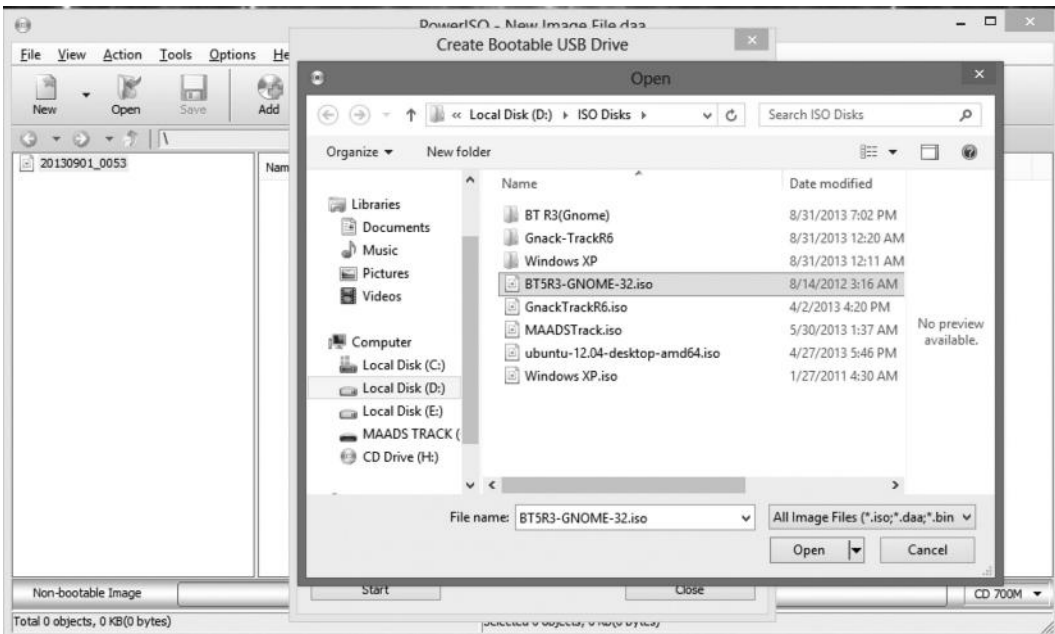 PowerISO - New Image File.daa
Create Bootable USB Drive
File View Action Tools Options
New Open Save Add
\
20130901_0053
Open
« Local Disk (D:) ISO Disks
Search ISO Disks
Organize New folder
Libraries
Documents
Music
Pictures
Videos
Computer
Local Disk (C:)
Local Disk (D:)
Local Disk (E:)
MAADS TRACK (
CD Drive (H:)
Name Date modified
BT R3(Gnome) 8/31/2013 7:02 PM
Gnack-TrackR6 8/31/2013 12:20 AM
Windows XP 8/31/2013 12:11 AM
BT5R3-GNOME-32.iso 8/14/2012 3:16 AM
GnackTrackR6.iso 4/2/2013 4:20 PM
MAADSTrack.iso 5/30/2013 1:37 AM
ubuntu-12.04-desktop-amd64.iso 4/27/2013 5:46 PM
Windows XP.iso 1/27/2011 4:30 AM
No preview
available.
File name: BT5R3-GNOME-32.iso All Image Files (*.iso;*.daa;*.bin
Open Cancel
Start Close
Non-bootable Image CD 700M
Total 0 objects, 0 KB(0 bytes) Selected 0 objects, 0 KB(0 bytes)